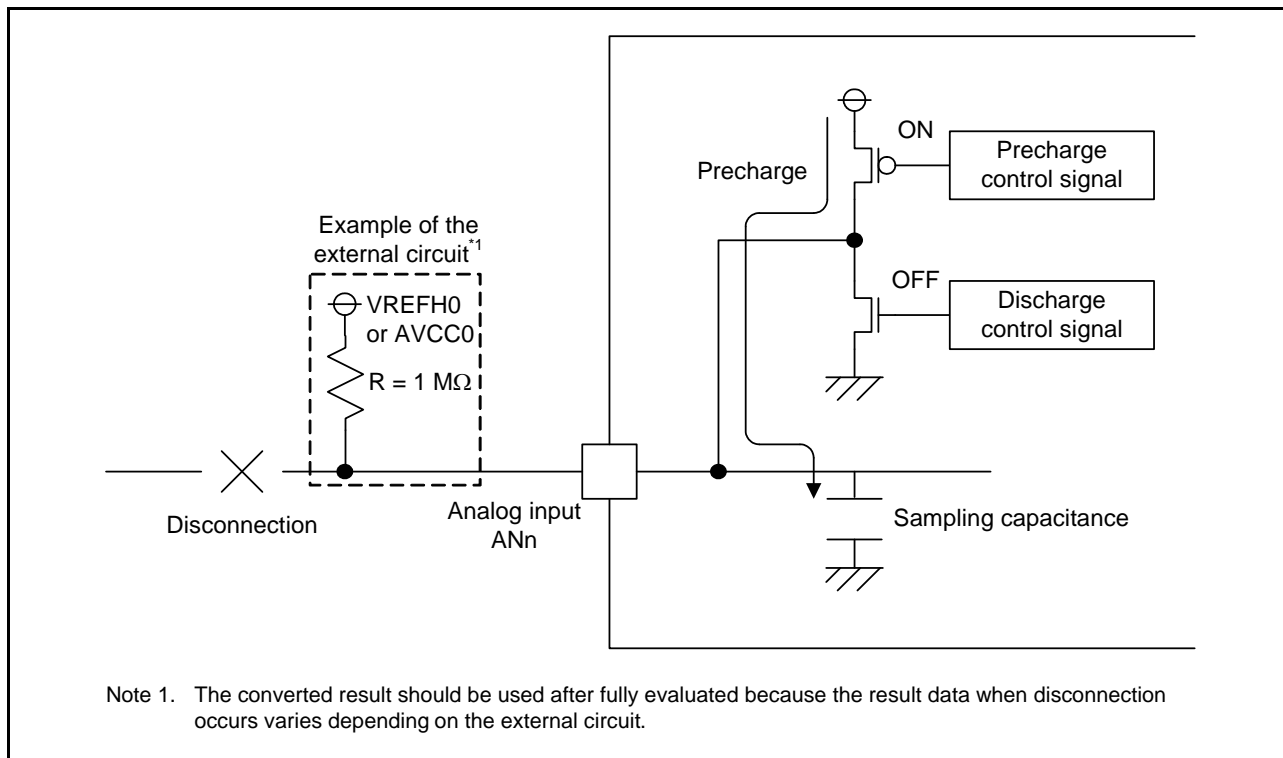 ON
Precharge
control signal
Precharge
Example of the
external circuit*1
VREFH0
or AVCC0
R = 1 MΩ
OFF
Discharge
control signal
Disconnection
Analog input
ANn
Sampling capacitance
Note 1. The converted result should be used after fully evaluated because the result data when disconnection
occurs varies depending on the external circuit.